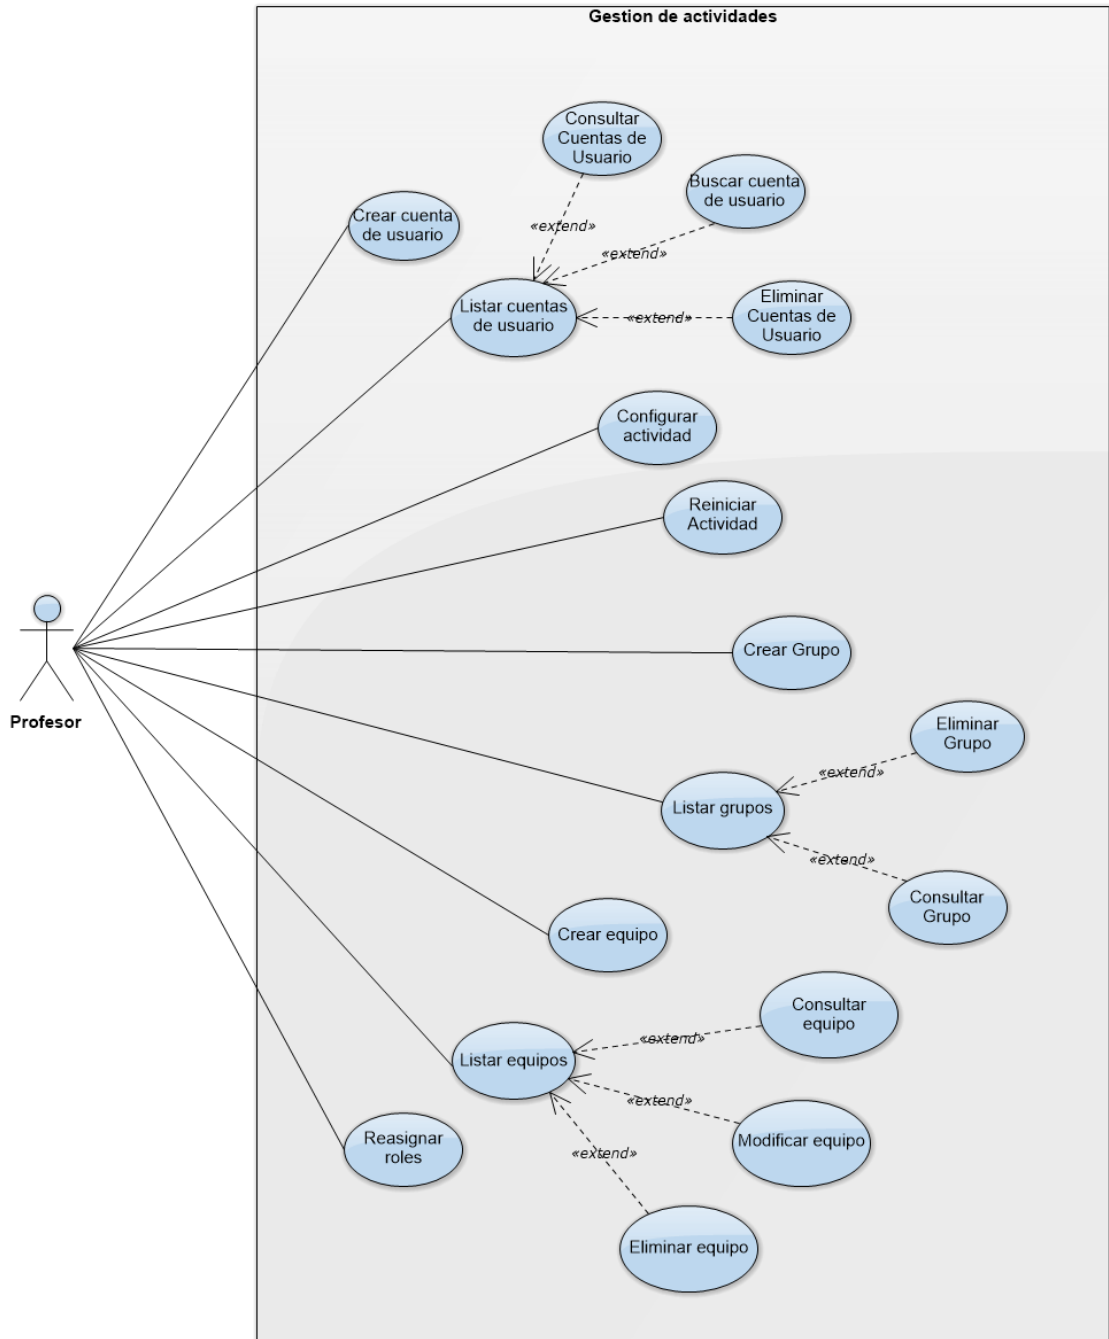 Gestion de actividades
Consultar
Cuentas de
Usuario
Buscar cuenta
de usuario
Crear cuenta
de usuario
«extend»
«extend»
Listar cuentas
de usuario
«extend»
Eliminar
Cuentas de
Usuario
Configurar
actividad
Reiniciar
Actividad
Crear Grupo
Profesor
Eliminar
Grupo
«extend»
Listar grupos
«extend»
Consultar
Grupo
Crear equipo
Consultar
equipo
«extend»
Listar equipos
«extend»
Modificar equipo
Reasignar
roles
«extend»
Eliminar equipo